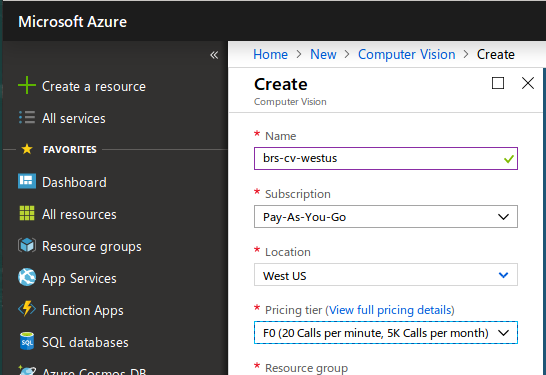 Microsoft Azure
«
Create a resource
All services
FAVORITES
Dashboard
All resources
Resource groups
App Services
Function Apps
SQL databases
Azure Cosmos DB
Home > New > Computer Vision > Create
Create
Computer Vision
* Name
brs-cv-westus
* Subscription
Pay-As-You-Go
* Location
West US
* Pricing tier (View full pricing details)
F0 (20 Calls per minute, 5K Calls per month)
* Resource group